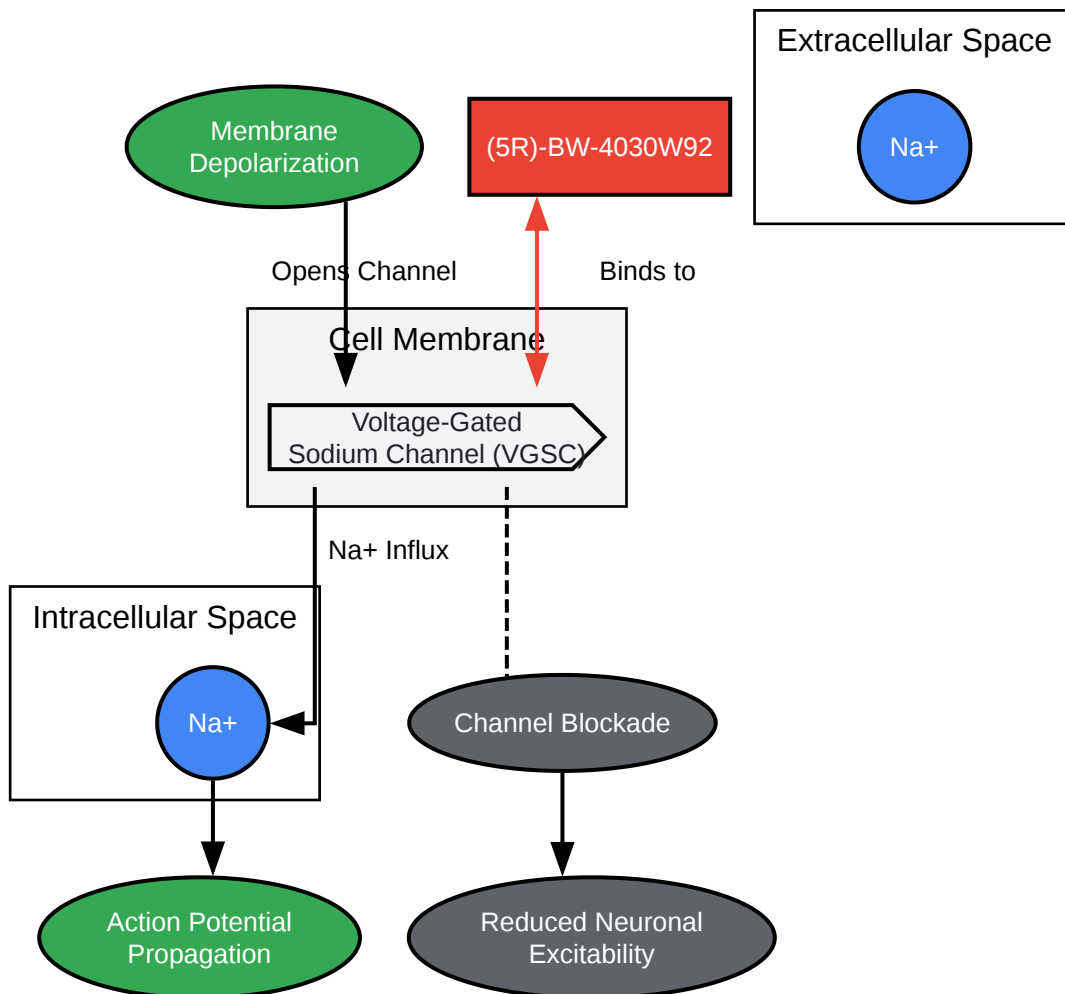 Extracellular Space
Membrane
Depolarization
(5R)-BW-4030W92
Na+
Opens Channel
Binds to
Cell Membrane
Voltage-Gated
Sodium Channel (VGSC)
Na+ Influx
Intracellular Space
Na+
Channel Blockade
Action Potential
Propagation
Reduced Neuronal
Excitability